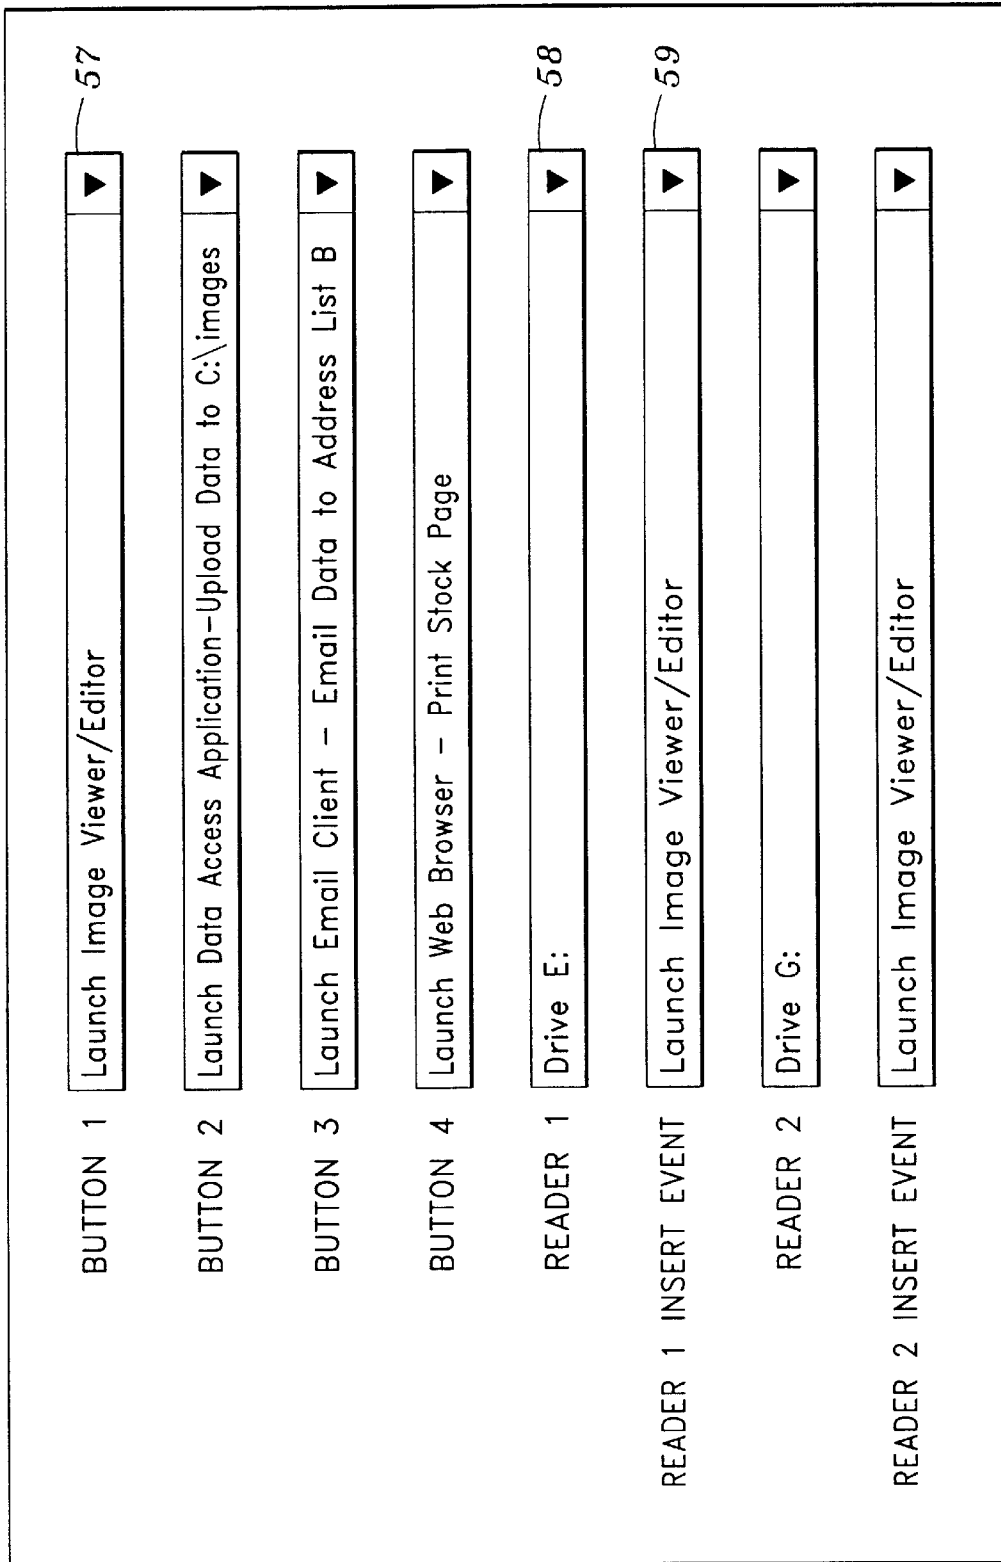 BUTTON 1 Launch Image Viewer/Editor 57
BUTTON 2 Launch Data Access Application-Upload Data to C:\images
BUTTON 3 Launch Email Client - Email Data to Address List B
BUTTON 4 Launch Web Browser - Print Stock Page
READER 1 Drive E: 58
READER 1 INSERT EVENT Launch Image Viewer/Editor 59
READER 2 Drive G:
READER 2 INSERT EVENT Launch Image Viewer/Editor